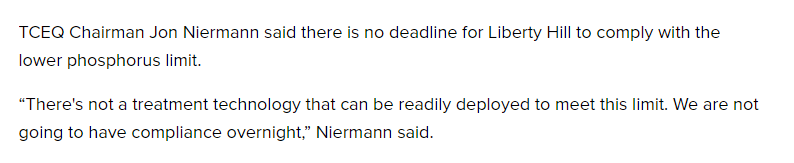 TCEQ Chairman Jon Niermann said there is no deadline for Liberty Hill to comply with the
lower phosphorus limit.
“There's not a treatment technology that can be readily deployed to meet this limit. We are not
going to have compliance overnight,” Niermann said.